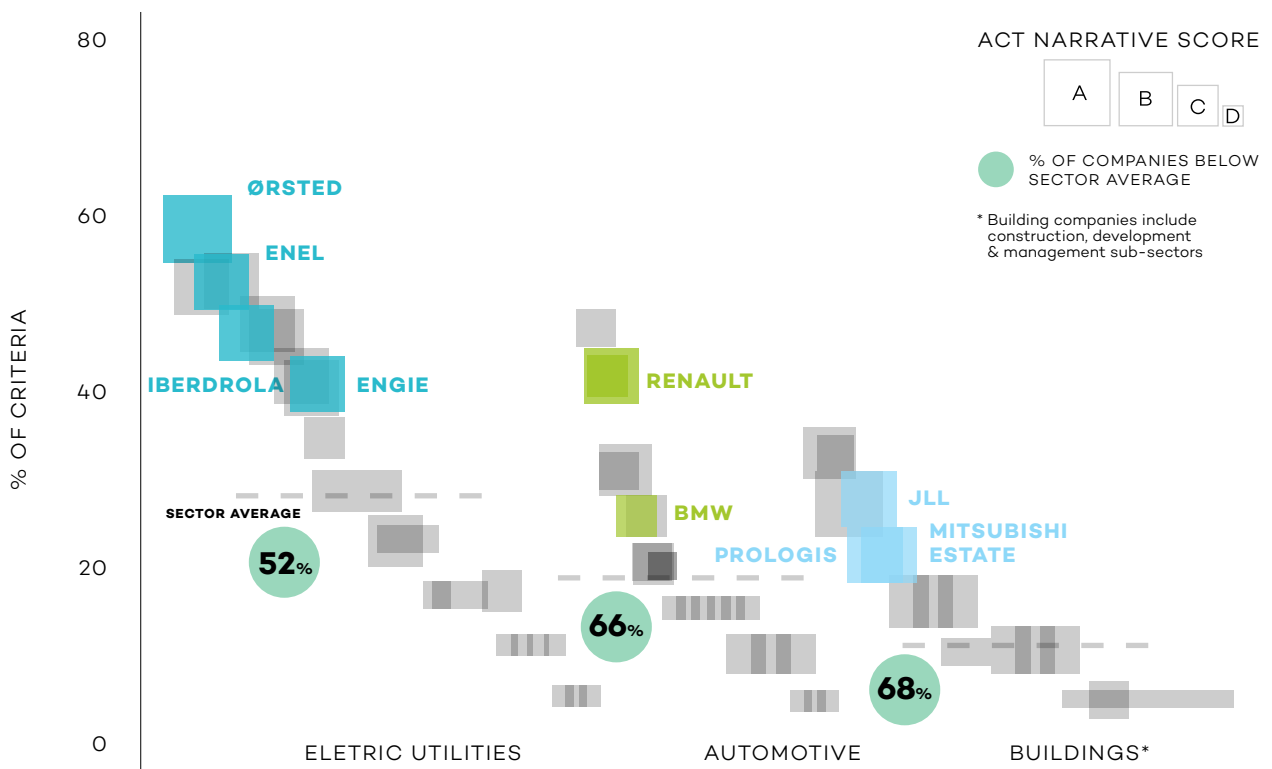 80
60
40
20
0
% OF CRITERIA
ACT NARRATIVE SCORE
A
B
C
D
% OF COMPANIES BELOW
SECTOR AVERAGE
* Building companies include
construction, development
& management sub-sectors
ØRSTED
ENEL
IBERDROLA
ENGIE
SECTOR AVERAGE
52%
RENAULT
BMW
66%
JLL
MITSUBISHI
ESTATE
PROLOGIS
68%
ELETRIC UTILITIES
AUTOMOTIVE
BUILDINGS*